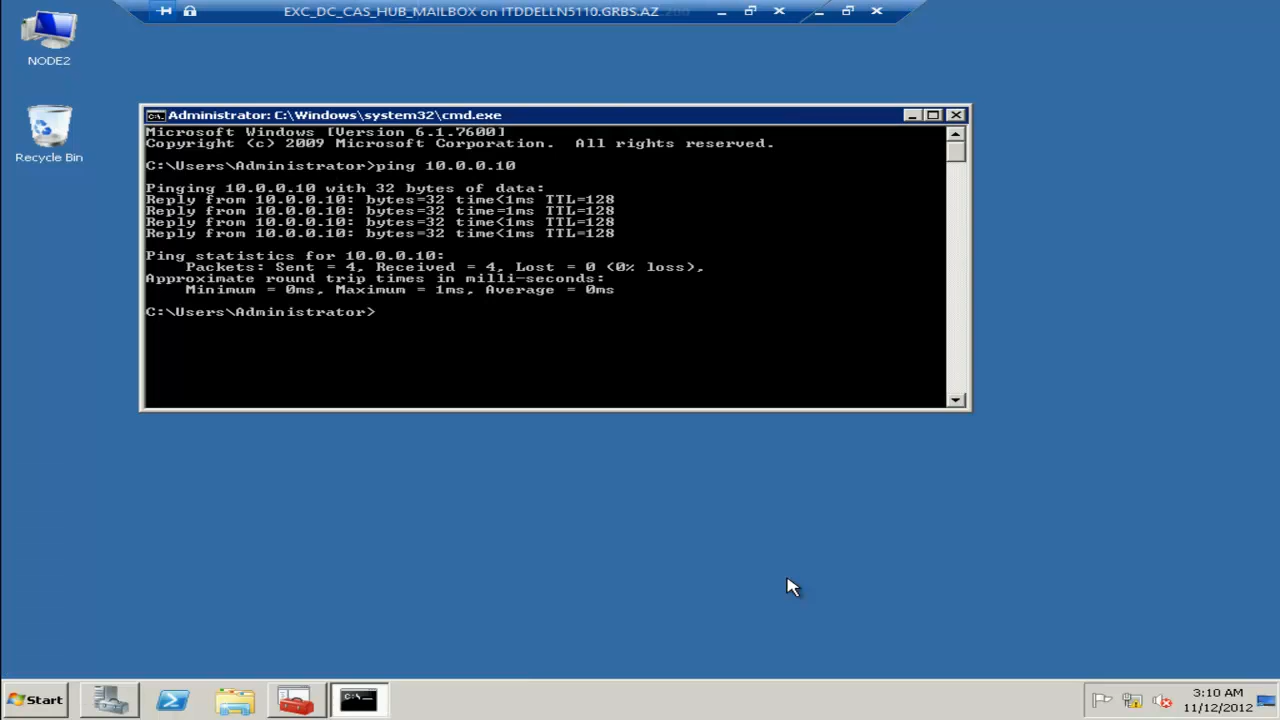 EXC_DC_CAS_HUB_MAILBOX on ITDDELLN5110.GRBS.AZ
NODE2
Recycle Bin
Administrator: C:\Windows\system32\cmd.exe
Microsoft Windows [Version 6.1.7600]
Copyright (c) 2009 Microsoft Corporation.  All rights reserved.
C:\Users\Administrator>ping 10.0.0.10
Pinging 10.0.0.10 with 32 bytes of data:
Reply from 10.0.0.10: bytes=32 time<1ms TTL=128
Reply from 10.0.0.10: bytes=32 time<1ms TTL=128
Reply from 10.0.0.10: bytes=32 time<1ms TTL=128
Reply from 10.0.0.10: bytes=32 time<1ms TTL=128
Ping statistics for 10.0.0.10:
Packets: Sent = 4, Received = 4, Lost = 0 (0% loss),
Approximate round trip times in milli-seconds:
Minimum = 0ms, Maximum = 1ms, Average = 0ms
C:\Users\Administrator>
Start
3:10 AM
11/12/2012